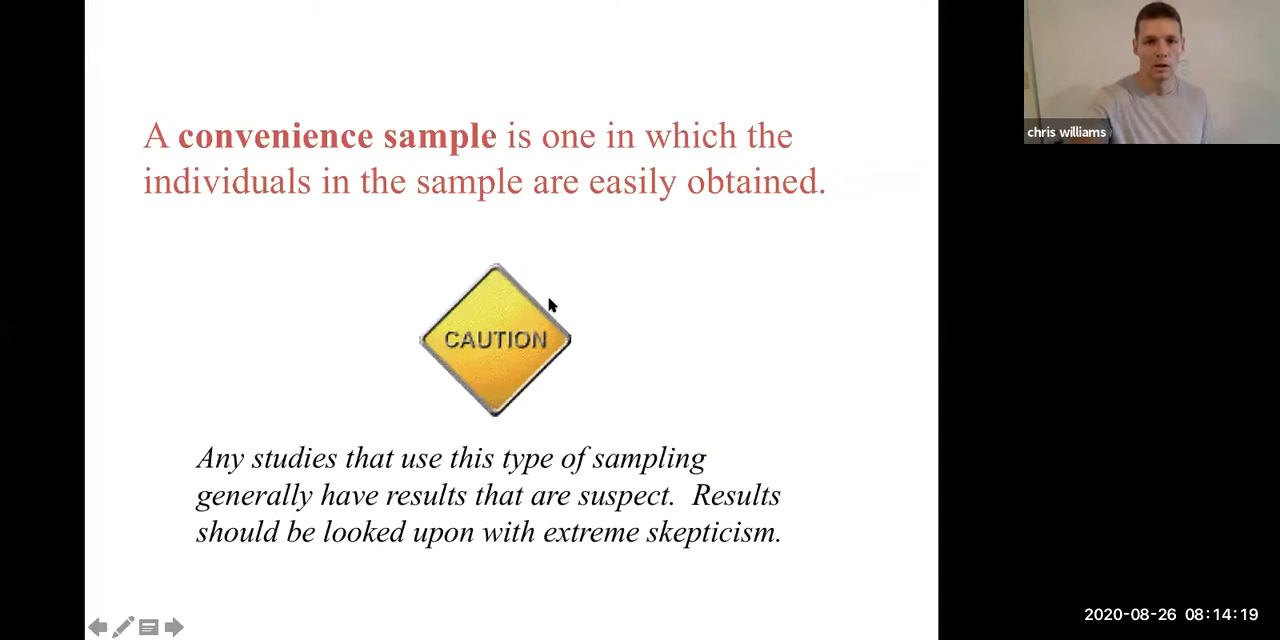 A convenience sample is one in which the
individuals in the sample are easily obtained.
CAUTION
Any studies that use this type of sampling
generally have results that are suspect.  Results
should be looked upon with extreme skepticism.
chris williams
2020-08-26 08:14:19